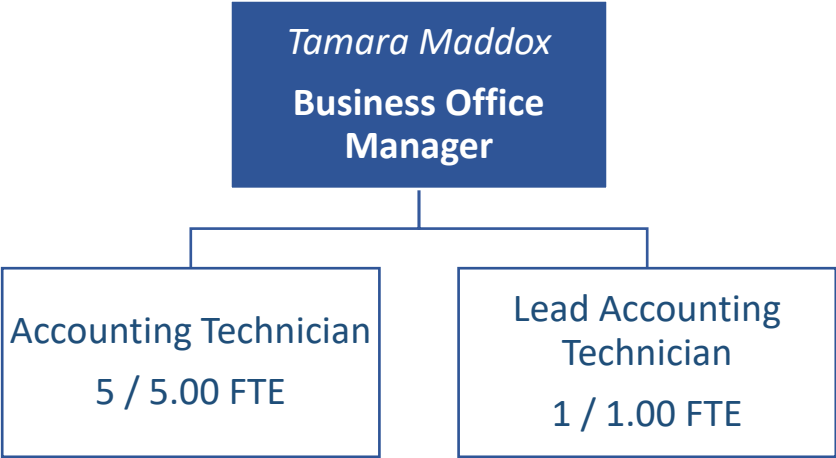 Tamara Maddox
Business Office
Manager
Accounting Technician
5 / 5.00 FTE
Lead Accounting
Technician
1 / 1.00 FTE